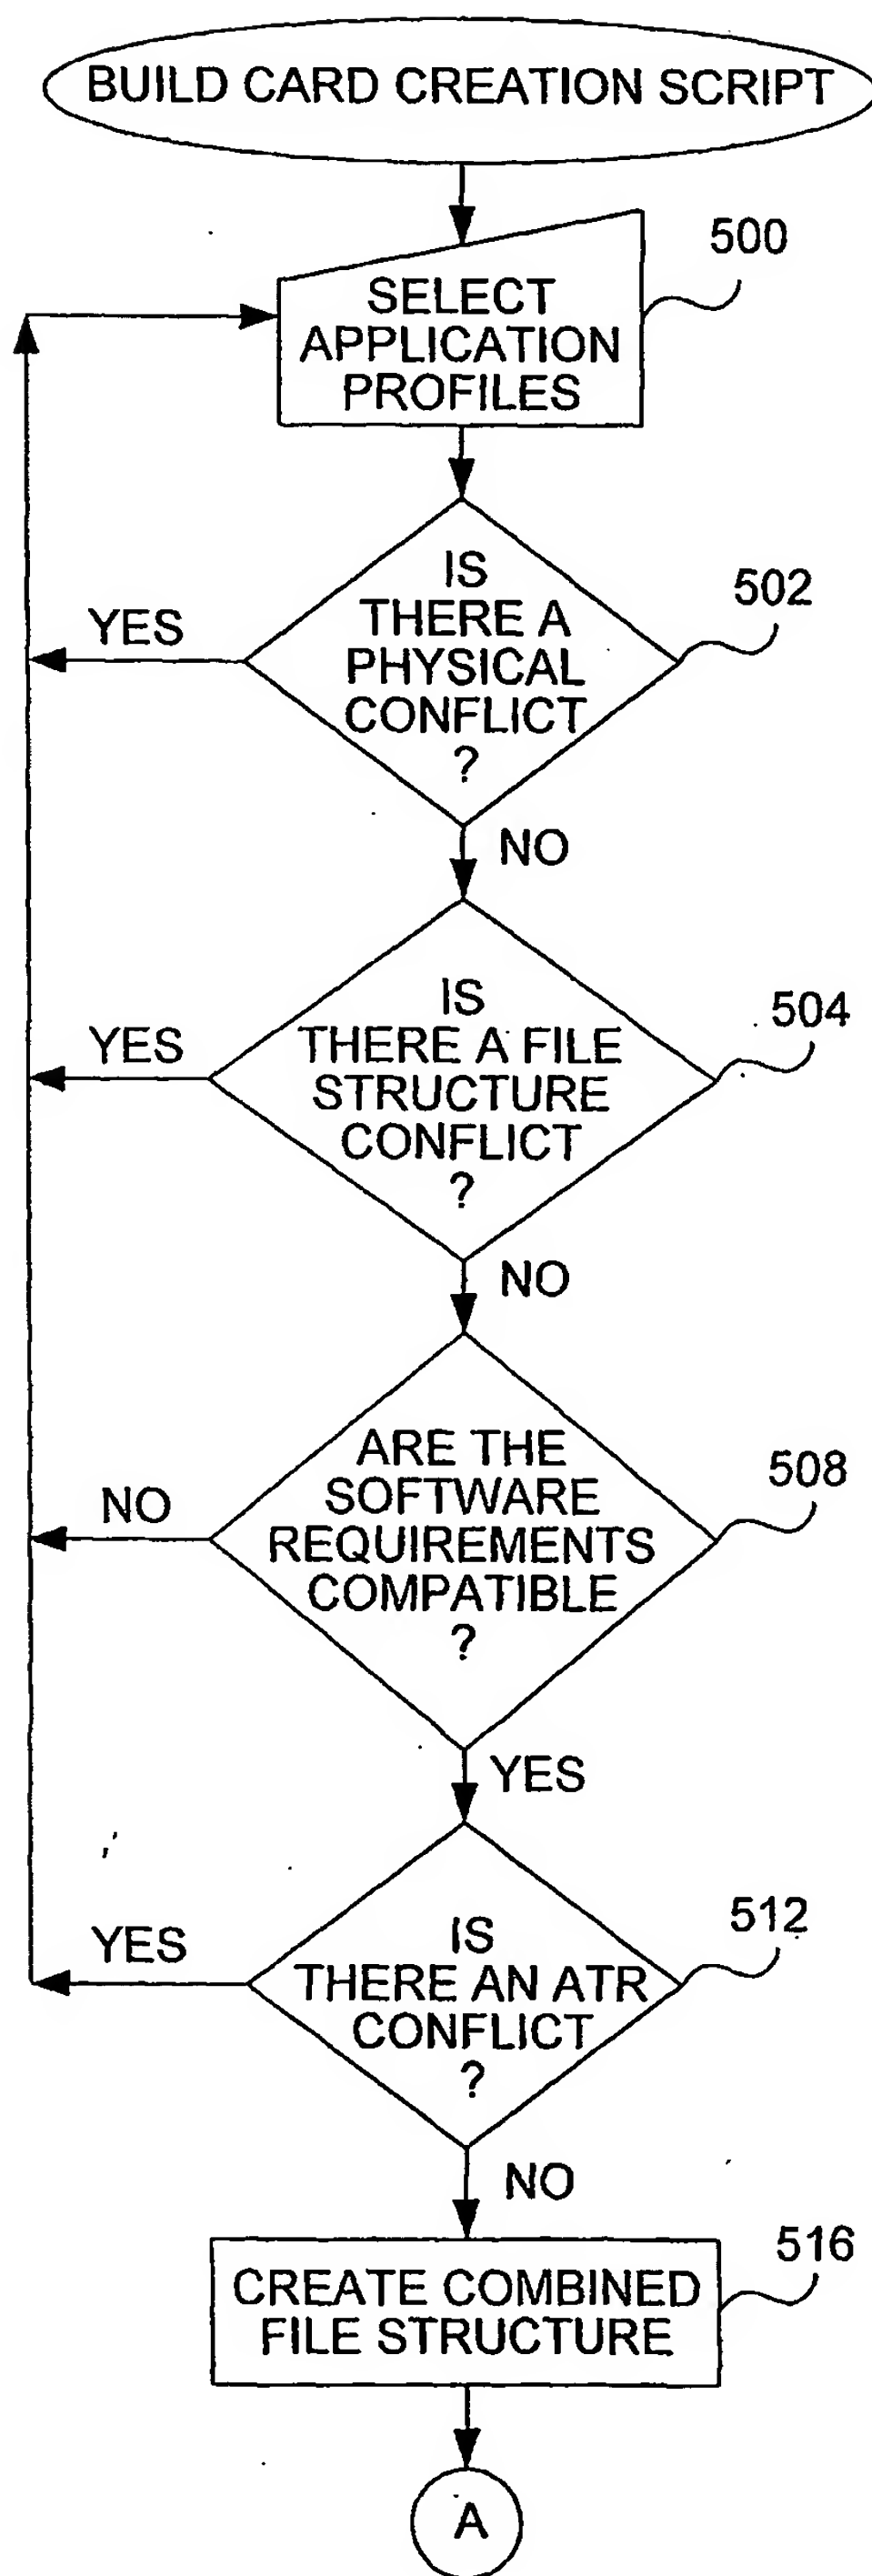 BUILD CARD CREATION SCRIPT
500
SELECT
APPLICATION
PROFILES
502
IS
THERE A
PHYSICAL
CONFLICT
?
YES
NO
504
IS
THERE A FILE
STRUCTURE
CONFLICT
?
YES
NO
508
ARE THE
SOFTWARE
REQUIREMENTS
COMPATIBLE
?
NO
YES
512
IS
THERE AN ATR
CONFLICT
?
YES
NO
516
CREATE COMBINED
FILE STRUCTURE
A